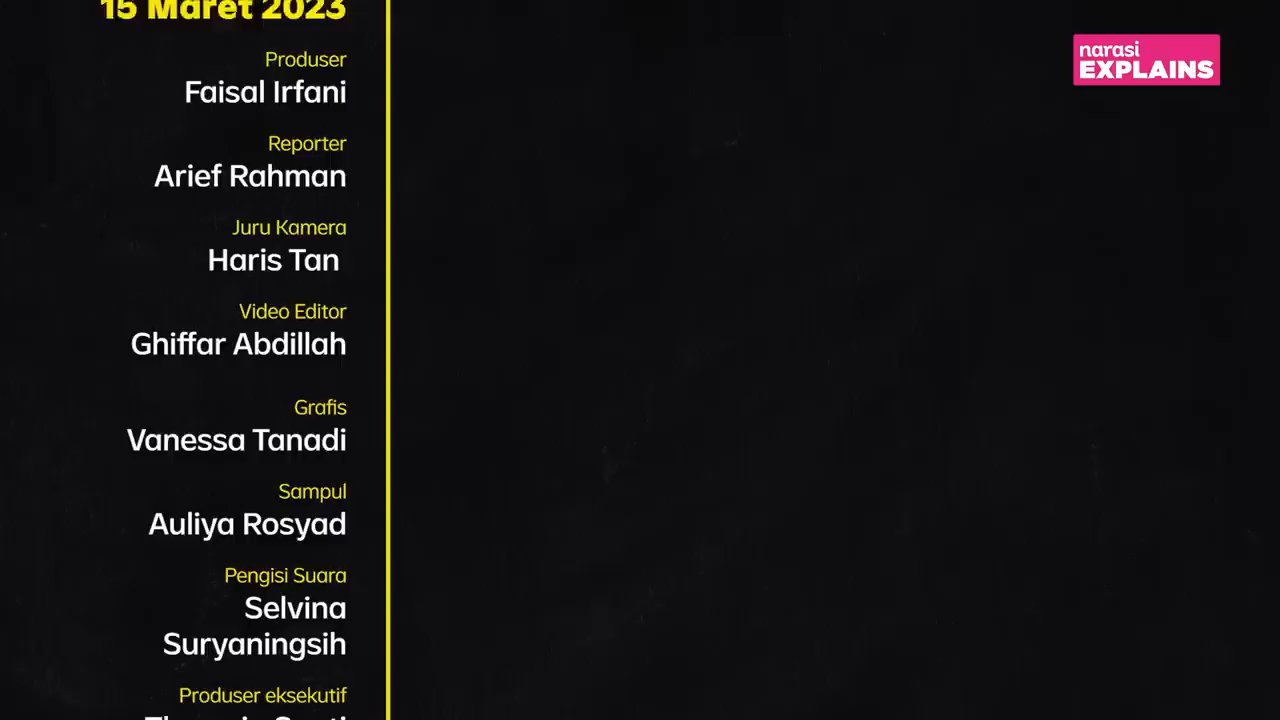 15 Maret 2023
Produser
Faisal Irfani
Reporter
Arief Rahman
Juru Kamera
Haris Tan
Video Editor
Ghiffar Abdillah
Grafis
Vanessa Tanadi
Sampul
Auliya Rosyad
Pengisi Suara
Selvina
Suryaningsih
Produser eksekutif
narasi
EXPLAINS